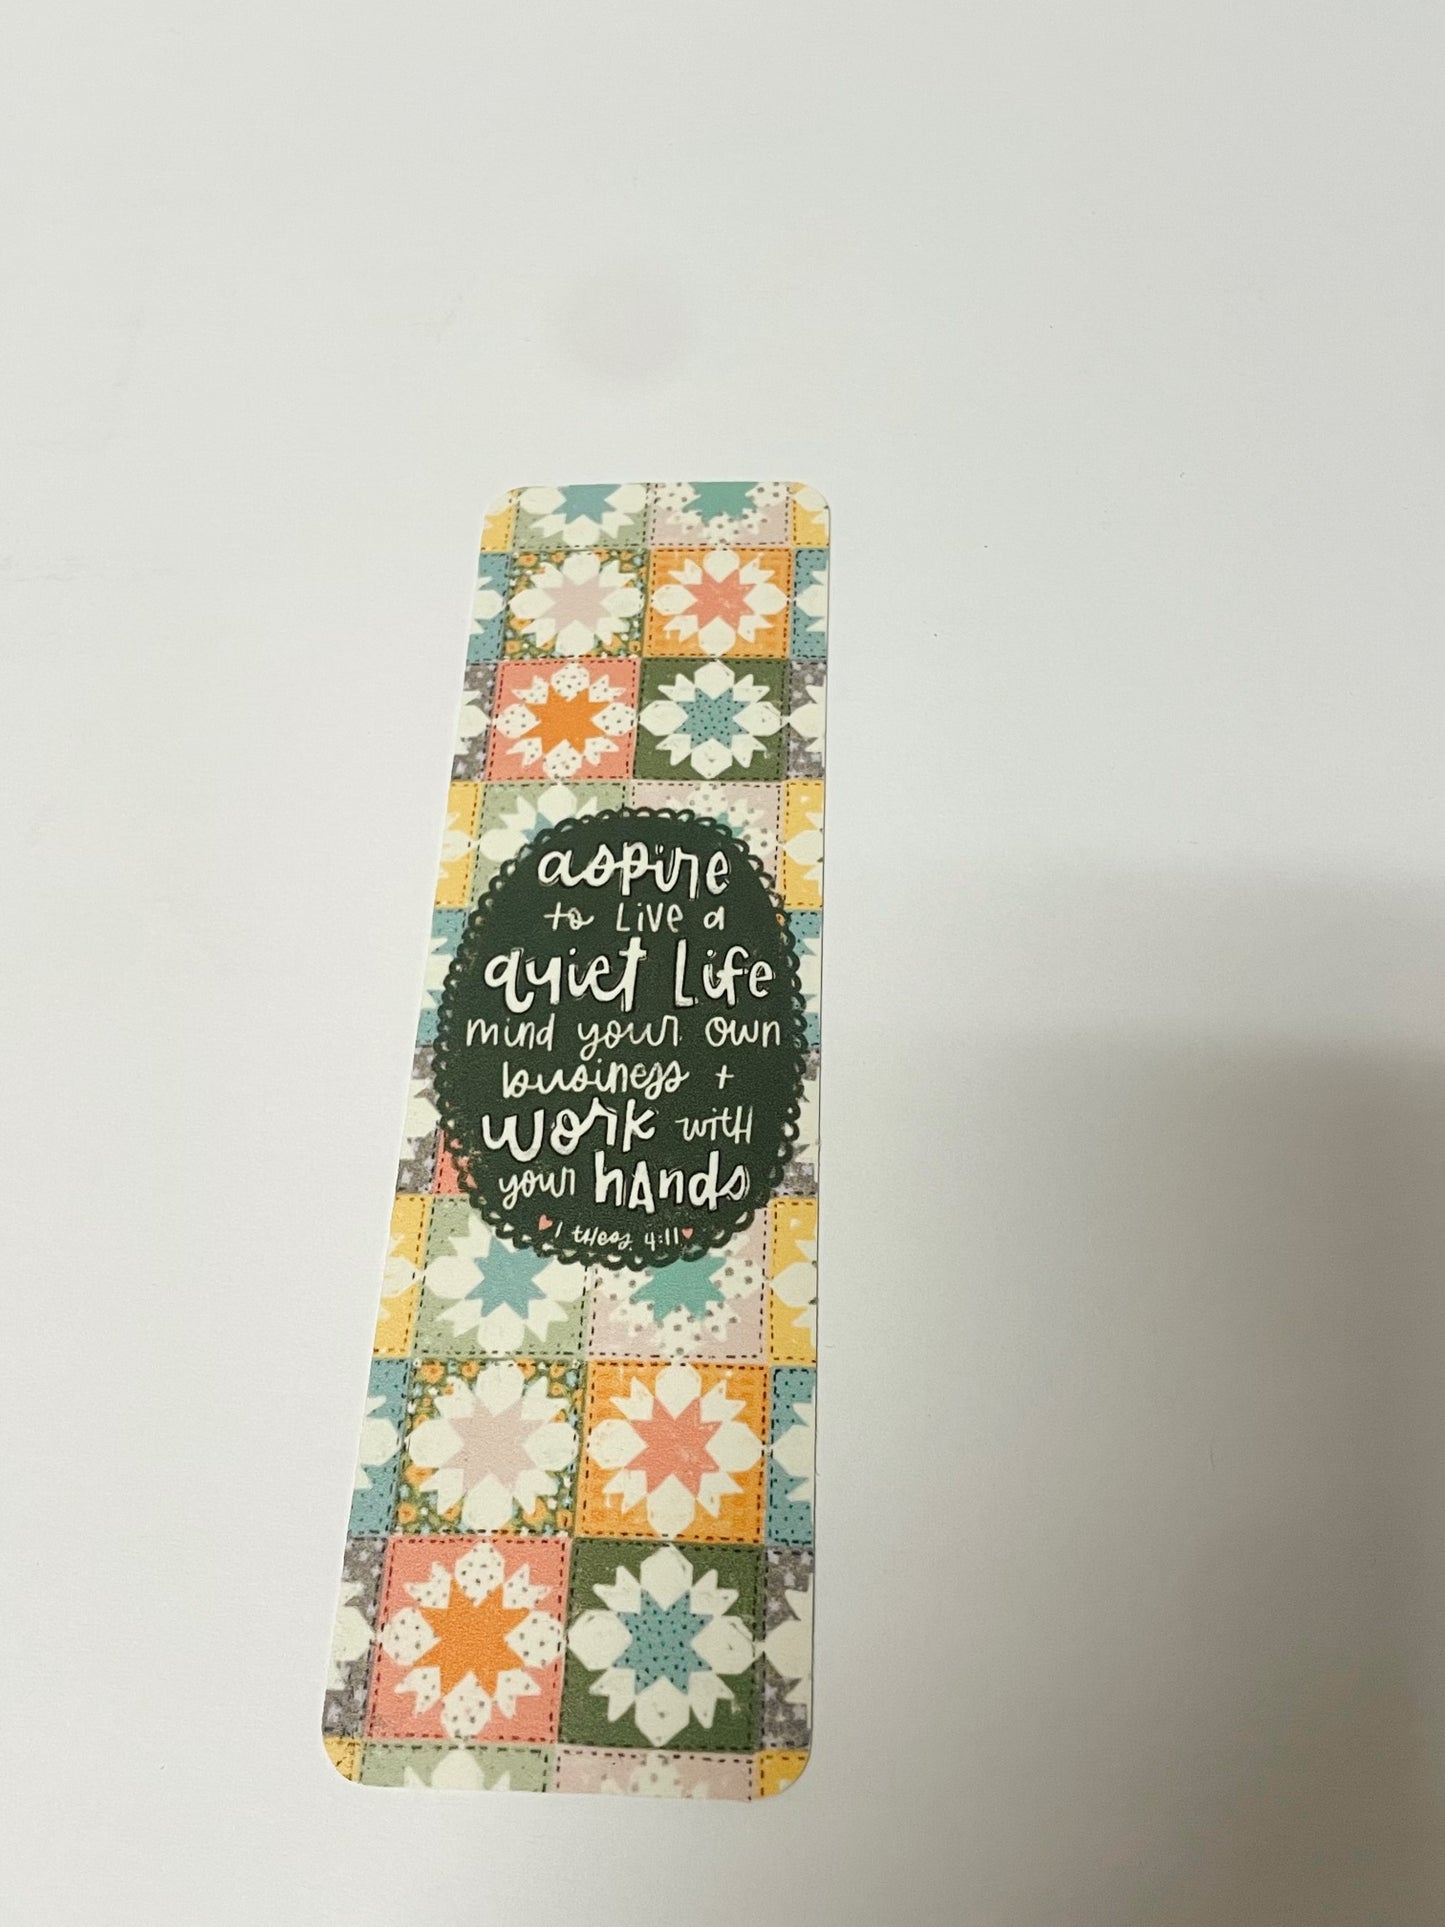 aspire
to Live a
quiet Life
mind your own
business +
work with
your hAnds
1 tHess. 4:11